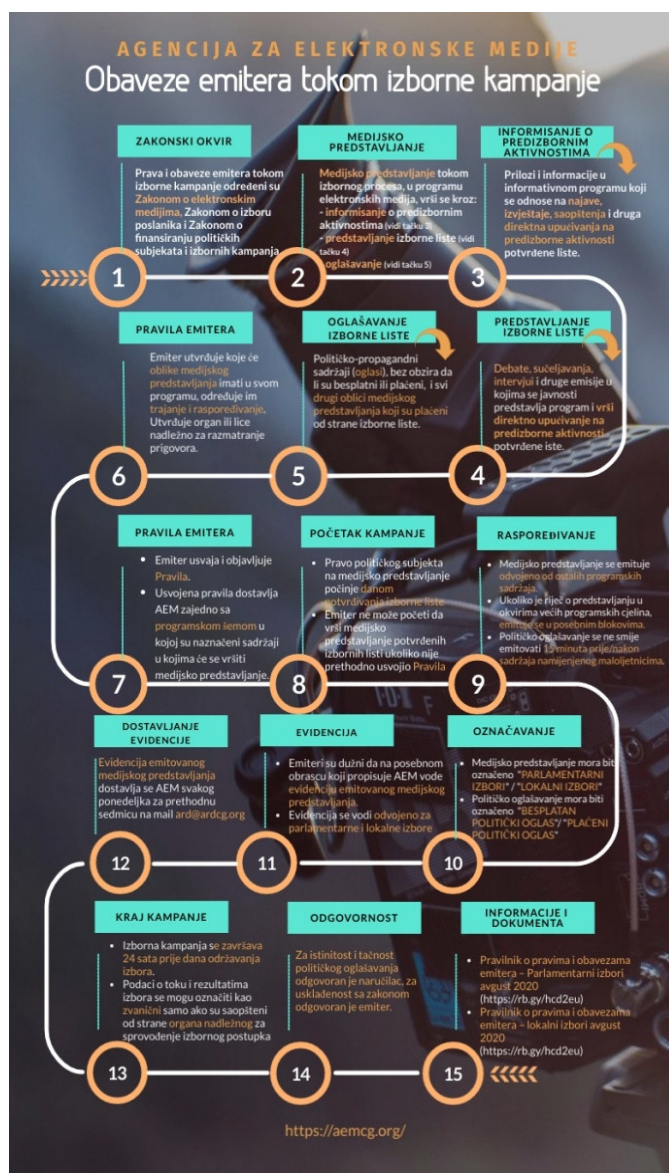 AGENCIJA ZA ELEKTRONSKE MEDIJE
Obaveze emitera tokom izborne kampanje
ZAKONSKI OKVIR
Prava i obaveze emitera tokom
izborne kampanje određeni su
Zakonom o elektronskim
medijima, Zakonom o izboru
poslanika i Zakonom o
finansiranju političkih
subjekata i izbornih kampanja
1
MEDIJSKO
PREDSTAVLJANJE
Medijsko predstavljanje tokom
izbornog procesa, u programu
elektronskih medija, vrši se kroz:
- informisanje o predizbornim
aktivnostima (vidi tačku 3)
- predstavljanje izborne liste (vidi
tačku 4)
- oglašavanje (vidi tačku 5)
2
INFORMISANJE O
PREDIZBORNIM
AKTIVNOSTIMA
Prilozi i informacije u
informativnom programu koji
se odnose na najave,
izvještaje, saopštenja i druga
direktna upućivanja na
predizborne aktivnosti
potvrđene liste.
3
PREDSTAVLJANJE
IZBORNE LISTE
Debate, sučeljavanja,
intervjui i druge emisije u
kojima se javnosti
predstavlja program i vrši
direktno upućivanje na
predizborne aktivnosti
potvrđene iste.
4
OGLAŠAVANJE
IZBORNE LISTE
Političko-propagandni
sadržaji (oglasi), bez obzira da
li su besplatni ili plaćeni, i svi
drugi oblici medijskog
predstavljanja koji su plaćeni
od strane izborne liste.
5
PRAVILA EMITERA
Emiter utvrđuje koje će
oblike medijskog
predstavljanja imati u svom
programu, određuje im
trajanje i raspoređivanje.
Utvrđuje organ ili lice
nadležno za razmatranje
prigovora.
6
PRAVILA EMITERA
• Emiter usvaja i objavljuje
Pravila.
• Usvojena pravila dostavlja
AEM zajedno sa
programskom šemom u
kojoj su naznačeni sadržaji
u kojima će se vršiti
medijsko predstavljanje.
7
POČETAK KAMPANJE
• Pravo političkog subjekta
na medijsko predstavljanje
počinje danom
potvrđivanja izborne liste
• Emiter ne može početi da
vrši medijsko
predstavljanje potvrđenih
izbornih listi ukoliko nije
prethodno usvojio Pravila
8
RASPOREĐIVANJE
• Medijsko predstavljanje se emituje
odvojeno od ostalih programskih
sadržaja.
• Ukoliko je riječ o predstavljanju u
okvirima većih programskih cjelina,
emituje se u posebnim blokovima.
• Političko oglašavanje se ne smije
emitovati 15 minuta prije/nakon
sadržaja namijenjenog maloljetnicima.
9
OZNAČAVANJE
• Medijsko predstavljanje mora bit
označeno "PARLAMENTARNI
IZBORI" / "LOKALNI IZBORI"
• Političko oglašavanje mora biti
označeno "BESPLATAN
POLITIČKI OGLAS"/ "PLAĆENI
POLITIČKI OGLAS"
10
EVIDENCIJA
• Emiteri su dužni da na posebnom
obrascu koji propisuje AEM vode
evidenciju emitovanog medijskog
predstavljanja.
• Evidencija se vodi odvojeno za
parlamentarne i lokalne izbore
11
DOSTAVLJANJE
EVIDENCIJE
Evidencija emitovanog
medijskog predstavljanja
dostavlja se AEM svakog
ponedeljka za prethodnu
sedmicu na mail ard@ardcg.org
12
KRAJ KAMPANJE
• Izborna kampanja se završava
24 sata prije dana održavanja
izbora.
• Podaci o toku i rezultatima
izbora se mogu označiti kao
zvanični samo ako su saopšteni
od strane organa nadležnog za
sprovođenje izbornog postupka
13
ODGOVORNOST
Za istinitost i tačnost
političkog oglašavanja
odgovoran je naručilac, za
usklađenost sa zakonom
odgovoran je emiter.
14
INFORMACIJE I
DOKUMENTA
• Pravilnik o pravima i obavezama
emitera – Parlamentarni izbori
avgust 2020
(https://rb.gy/hcd2eu)
• Pravilnik o pravima i obavezama
emitera – lokalni izbori avgust
2020
(https://rb.gy/hcd2eu)
15
https://aemcg.org/